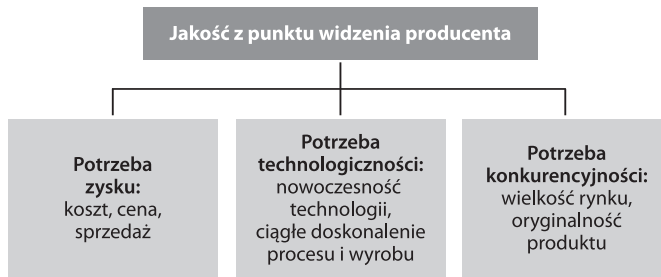 Jakość z punktu widzenia producenta
Potrzeba
zysku:
koszt, cena,
sprzedaż
Potrzeba
technologiczności:
nowoczesność
technologii,
ciągłe doskonalenie
procesu i wyrobu
Potrzeba
konkurencyjności:
wielkość rynku,
oryginalność
produktu